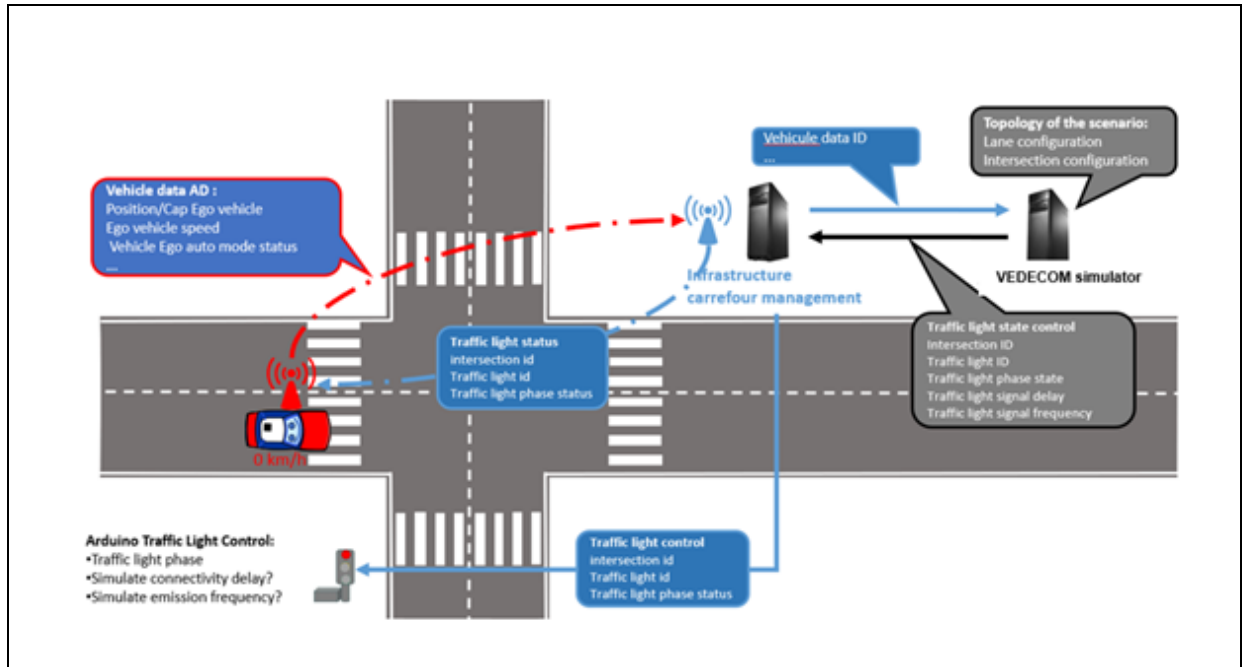 Vehicule data ID
...
Topology of the scenario:
Lane configuration
Intersection configuration
Vehicle data AD :
Position/Cap Ego vehicle
Ego vehicle speed
Vehicle Ego auto mode status
...
Infrastructure
carrefour management
VEDECOM simulator
Traffic light status
intersection id
Traffic light id
Traffic light phase status
Traffic light state control
Intersection ID
Traffic light ID
Traffic light phase state
Traffic light signal delay
Traffic light signal frequency
0 km/h
Arduino Traffic Light Control:
•Traffic light phase
•Simulate connectivity delay?
•Simulate emission frequency?
Traffic light control
intersection id
Traffic light id
Traffic light phase status